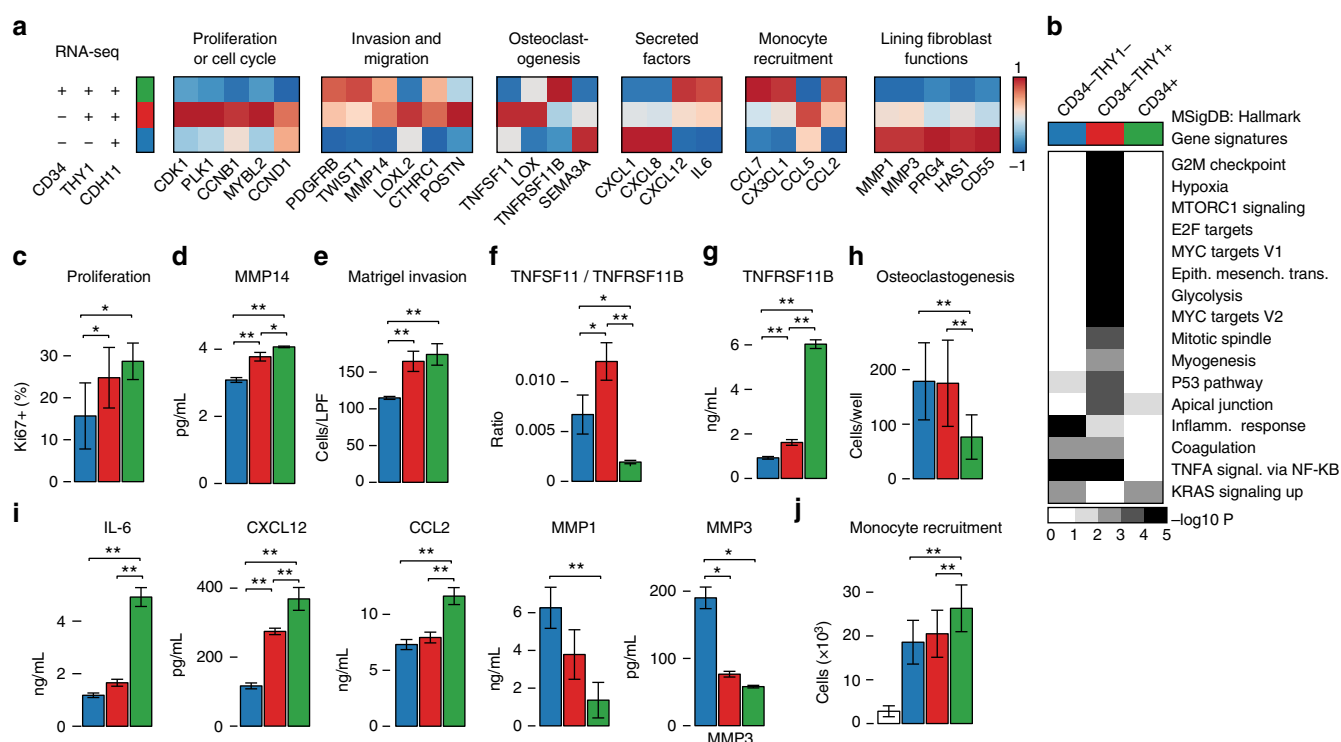 a
RNA-seq
Proliferation
or cell cycle
Invasion and
migration
Osteoclast-
ogenesis
Secreted
factors
Monocyte
recruitment
Lining fibroblast
functions
+ + +
– + +
– – +
CD34
THY1
CDH11
CDK1
PLK1
CCNB1
MYBL2
CCND1
PDGFRB
TWIST1
MMP14
LOXL2
CTHRC1
POSTN
TNFSF11
LOX
TNFRSF11B
SEMA3A
CXCL1
CXCL8
CXCL12
IL6
CCL7
CX3CL1
CCL5
CCL2
MMP1
MMP3
PRG4
HAS1
CD55
1
–1
b
CD34–THY1–
CD34–THY1+
CD34+
MSigDB: Hallmark
Gene signatures
G2M checkpoint
Hypoxia
MTORC1 signaling
E2F targets
MYC targets V1
Epith. mesench. trans.
Glycolysis
MYC targets V2
Mitotic spindle
Myogenesis
P53 pathway
Apical junction
Inflamm. response
Coagulation
TNFA signal. via NF-KB
KRAS signaling up
–log10 P
0 1 2 3 4 5
c
Proliferation
*
*
30
20
10
0
Ki67+ (%)
d
MMP14
**
** *
4
2
0
pg/mL
e
Matrigel invasion
**
**
150
100
50
0
Cells/LPF
f
TNFSF11 / TNFRSF11B
*
* **
0.010
0.005
0
Ratio
g
TNFRSF11B
**
** **
6
4
2
0
ng/mL
h
Osteoclastogenesis
**
**
200
100
0
Cells/well
i
IL-6
**
**
4
2
0
ng/mL
CXCL12
**
** **
400
200
0
pg/mL
CCL2
**
**
10
5
0
ng/mL
MMP1
**
6
4
2
0
ng/mL
MMP3
*
*
200
100
0
pg/mL
MMP3
j
Monocyte recruitment
**
**
30
20
10
0
Cells (×10³)